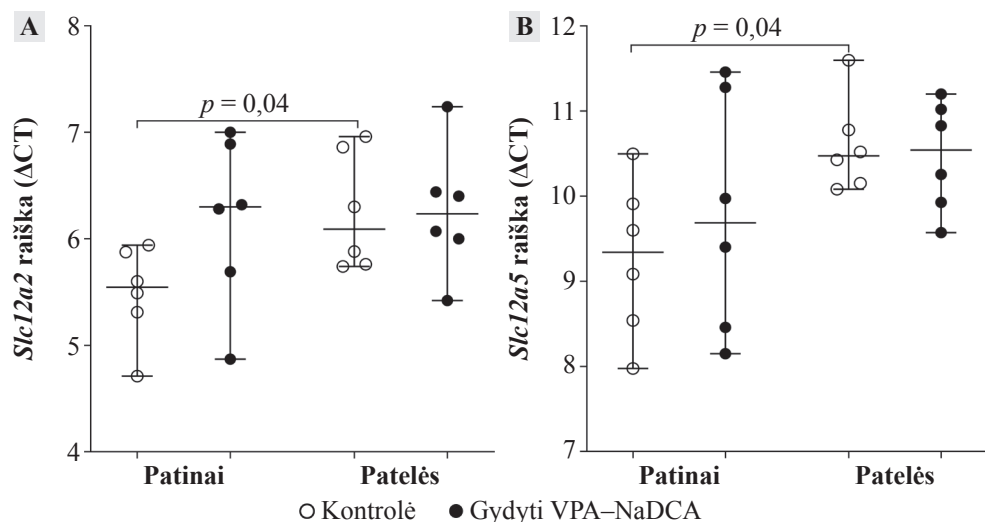 A
Slc12a2 raiška (ΔCT)
8
7
6
5
4
p = 0,04
Patinai
Patelės
B
Slc12a5 raiška (ΔCT)
12
11
10
9
8
7
p = 0,04
Patinai
Patelės
Kontrolė
Gydyti VPA–NaDCA